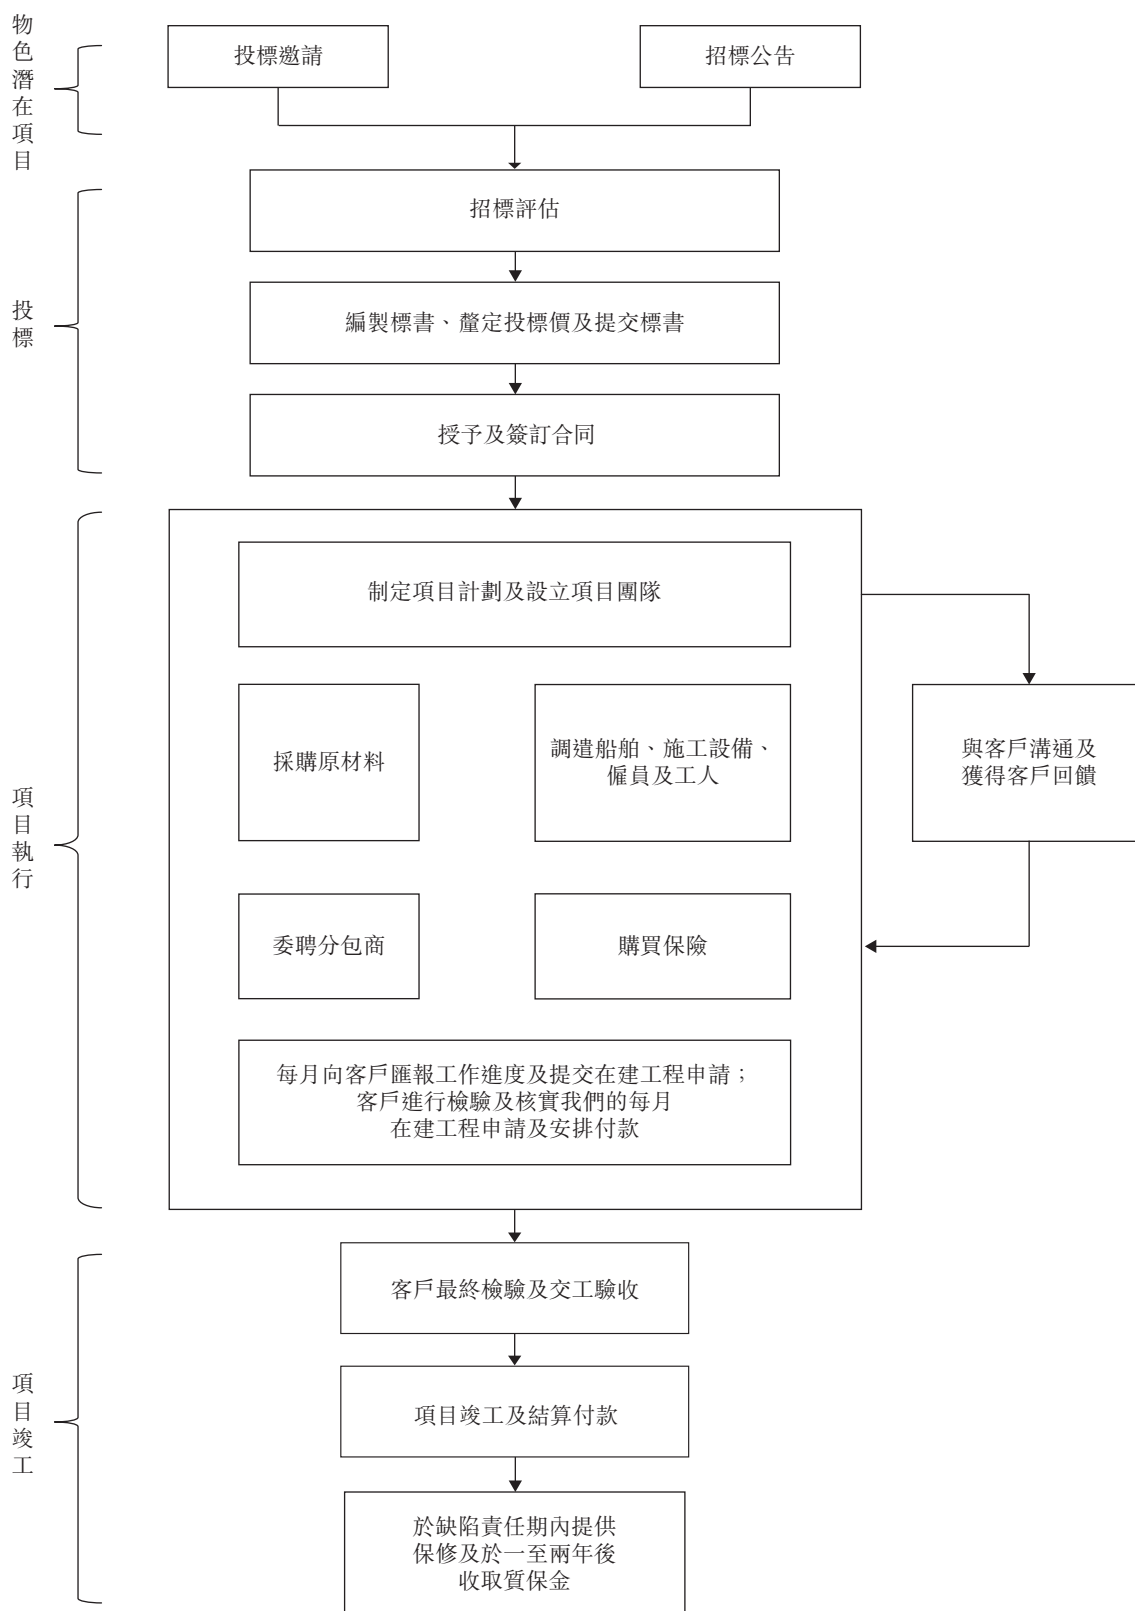 物色潛在項目
投標邀請
招標公告
投標
招標評估
編製標書、釐定投標價及提交標書
授予及簽訂合同
項目執行
制定項目計劃及設立項目團隊
採購原材料
調遣船舶、施工設備、
僱員及工人
與客戶溝通及
獲得客戶回饋
委聘分包商
購買保險
每月向客戶匯報工作進度及提交在建工程申請；
客戶進行檢驗及核實我們的每月
在建工程申請及安排付款
項目竣工
客戶最終檢驗及交工驗收
項目竣工及結算付款
於缺陷責任期內提供
保修及於一至兩年後
收取質保金